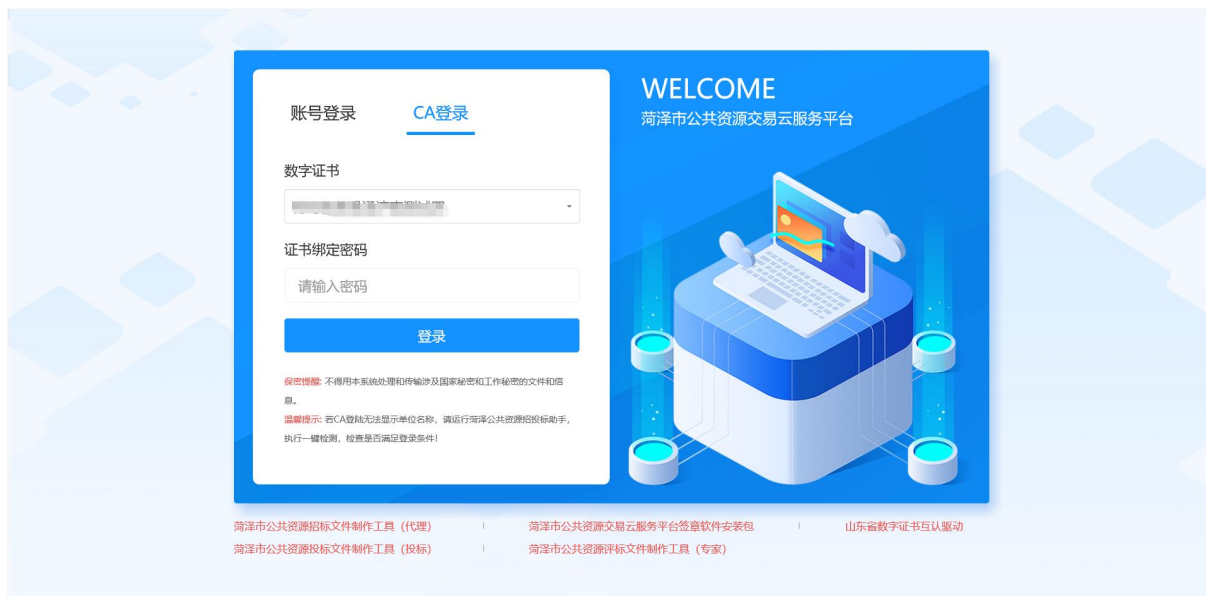 账号登录
CA登录
数字证书
证书绑定密码
请输入密码
登录
保密提醒: 不得用本系统处理和传输涉及国家秘密和工作秘密的文件和信
息。
温馨提示: 若CA登陆无法显示单位名称，请运行菏泽公共资源招投标助手，
执行一键检测，检查是否满足登录条件!
WELCOME
菏泽市公共资源交易云服务平台
菏泽市公共资源招标文件制作工具（代理）
菏泽市公共资源交易云服务平台签章软件安装包
山东省数字证书互认驱动
菏泽市公共资源投标文件制作工具（投标）
菏泽市公共资源评标文件制作工具（专家）